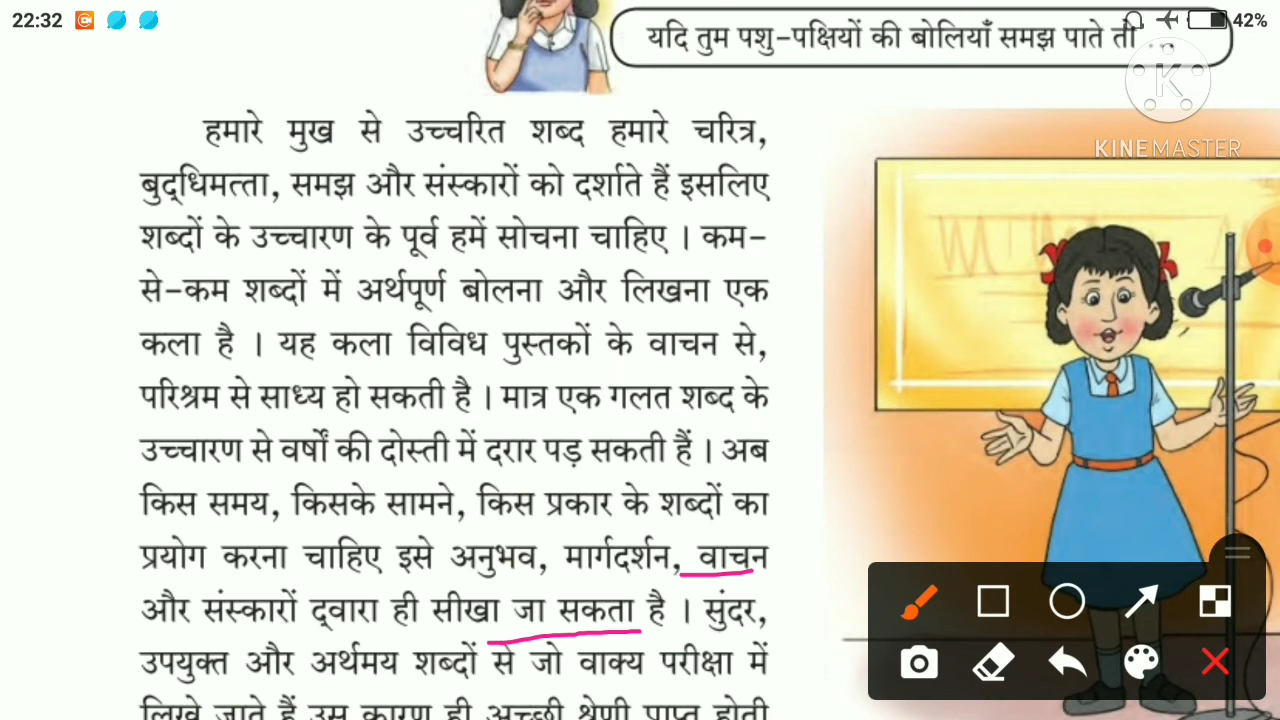 22:32
42%
यदि तुम पशु-पक्षियों की बोलियाँ समझ पाते तो ...
KINEMASTER
हमारे मुख से उच्चरित शब्द हमारे चरित्र,
बुद्‌धिमत्ता, समझ और संस्कारों को दर्शाते हैं इसलिए
शब्दों के उच्चारण के पूर्व हमें सोचना चाहिए । कम-
से-कम शब्दों में अर्थपूर्ण बोलना और लिखना एक
कला है । यह कला विविध पुस्तकों के वाचन से,
परिश्रम से साध्य हो सकती है । मात्र एक गलत शब्द के
उच्चारण से वर्षों की दोस्ती में दरार पड़ सकती हैं । अब
किस समय, किसके सामने, किस प्रकार के शब्दों का
प्रयोग करना चाहिए इसे अनुभव, मार्गदर्शन, वाचन
और संस्कारों द्‌वारा ही सीखा जा सकता है । सुंदर,
उपयुक्त और अर्थमय शब्दों से जो वाक्य परीक्षा में
लिखे जाते हैं उस कारण ही अच्छी श्रेणी प्राप्त होती